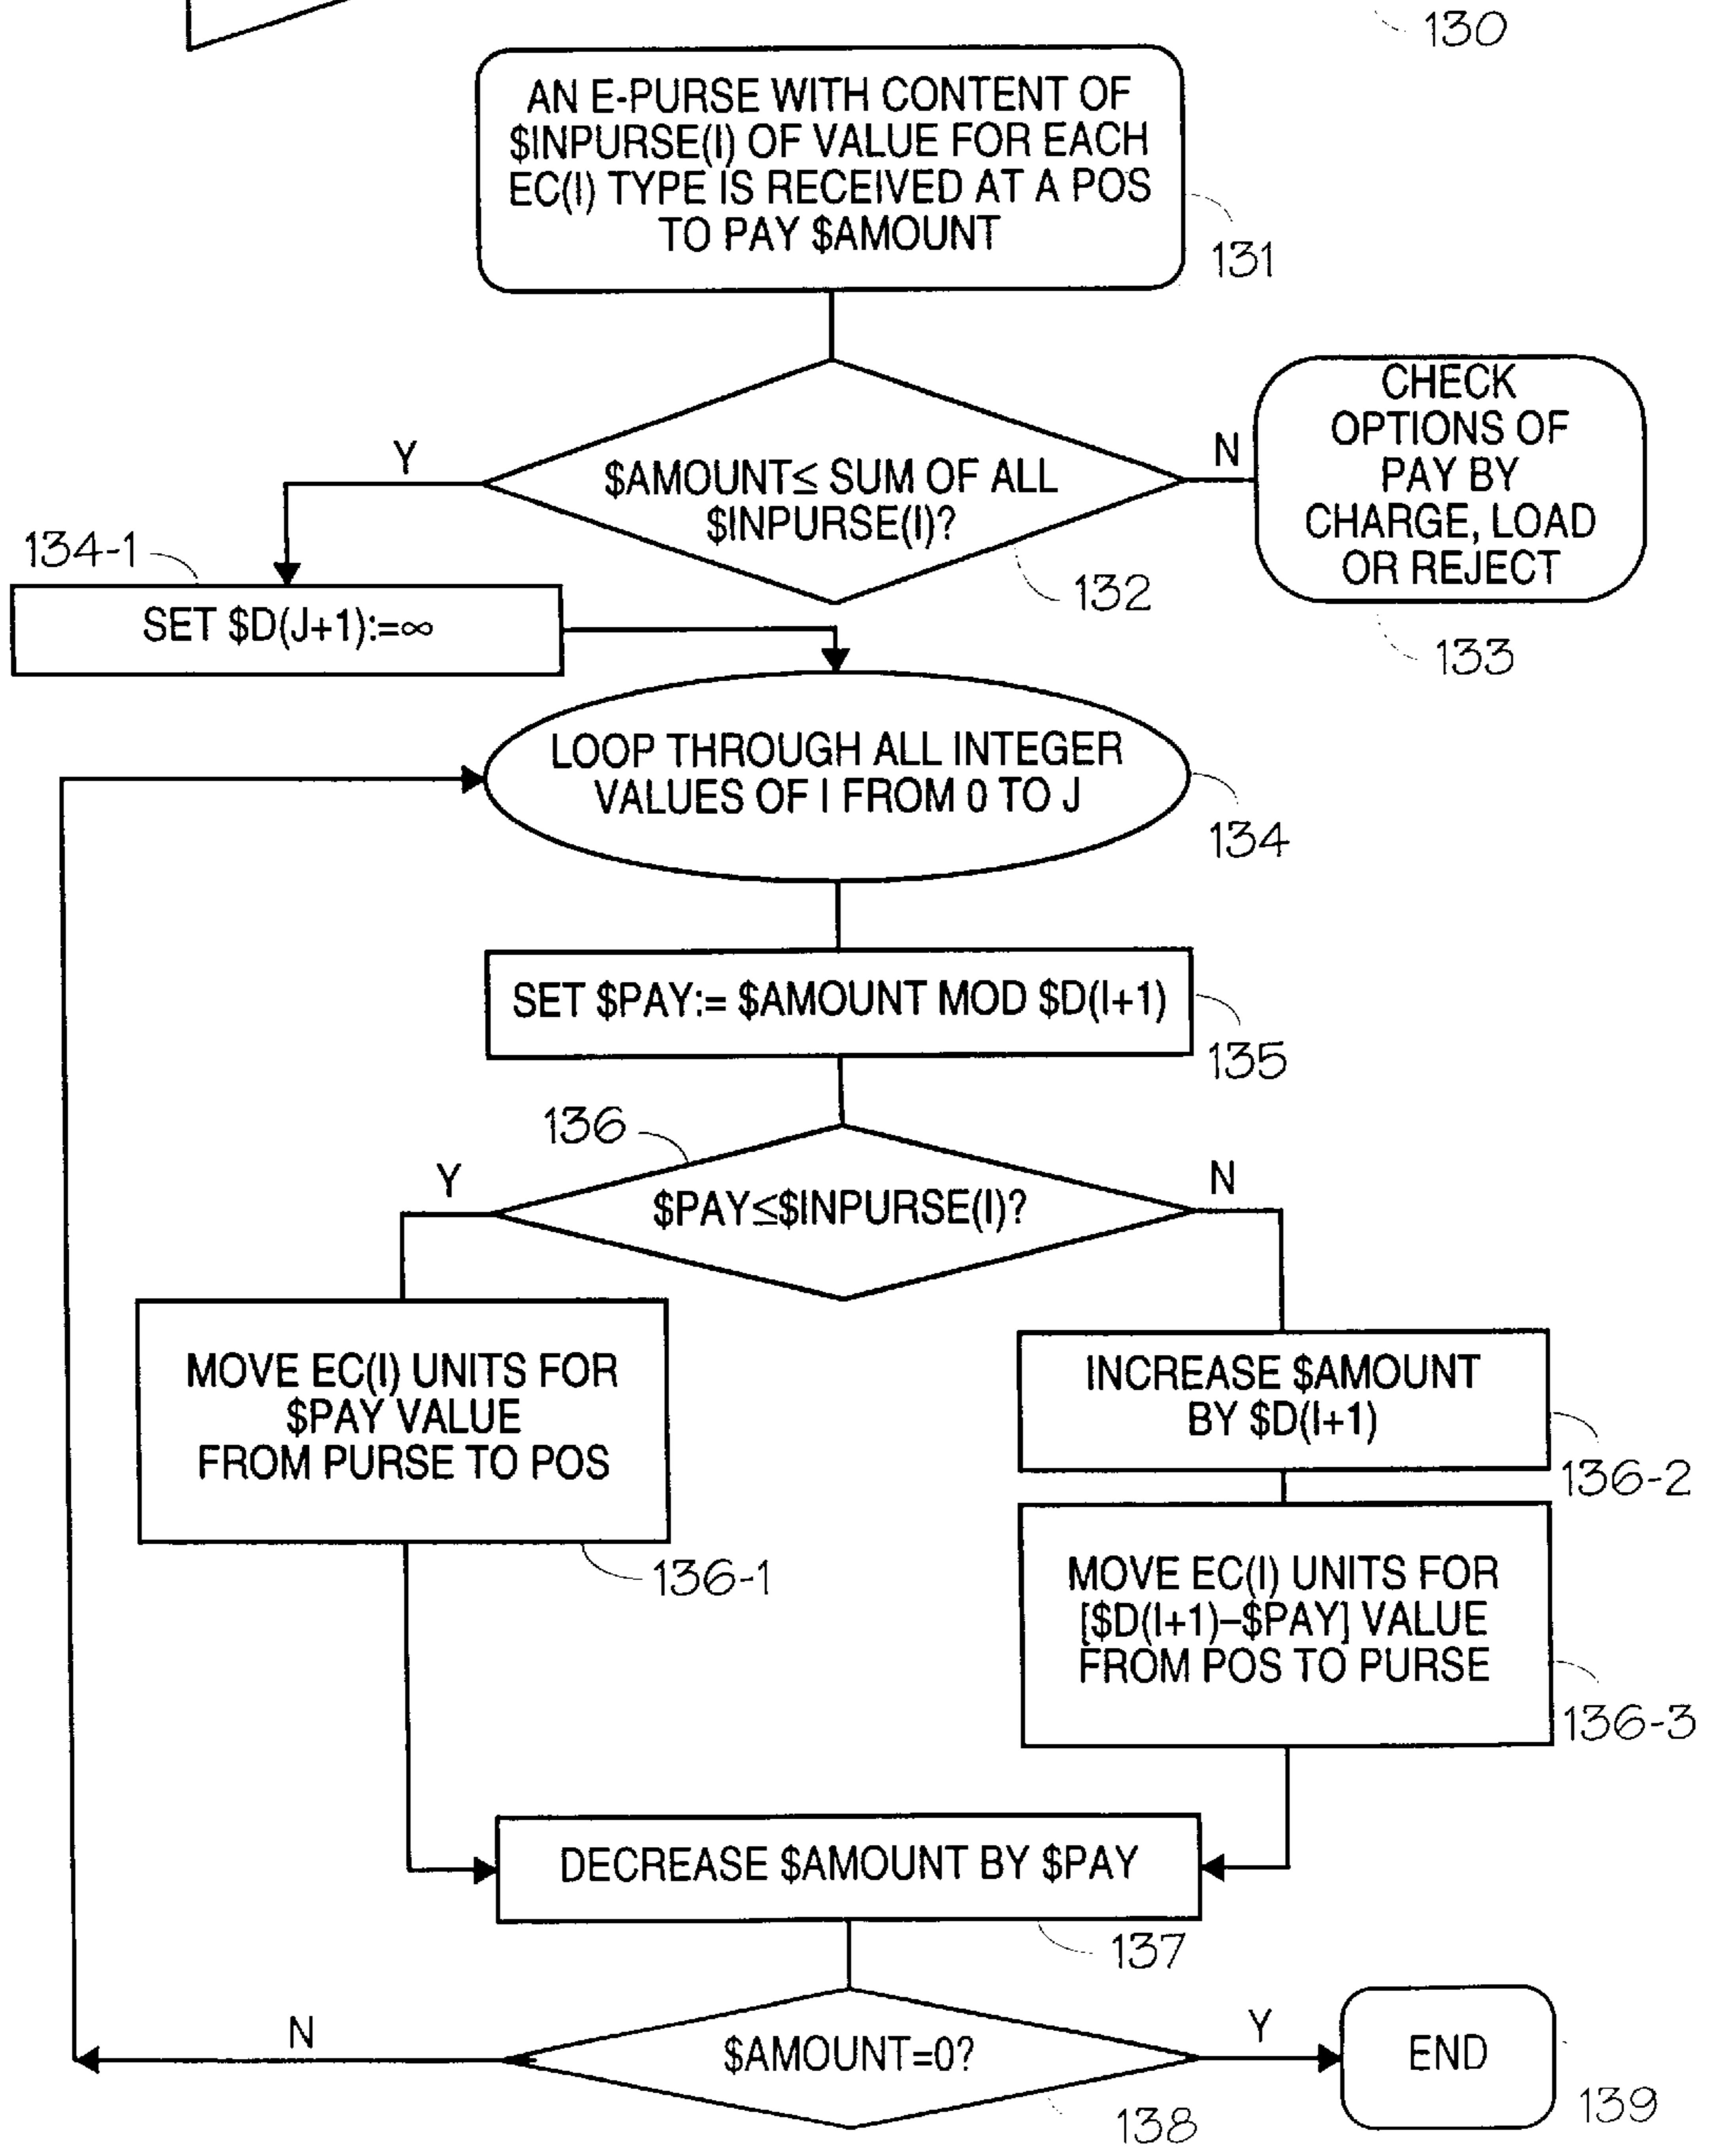 130
AN E-PURSE WITH CONTENT OF
$INPURSE(I) OF VALUE FOR EACH
EC(I) TYPE IS RECEIVED AT A POS
TO PAY $AMOUNT
131
$AMOUNT≤ SUM OF ALL
$INPURSE(I)?
Y
N
132
CHECK
OPTIONS OF
PAY BY
CHARGE, LOAD
OR REJECT
133
134-1
SET $D(J+1):=∞
LOOP THROUGH ALL INTEGER
VALUES OF I FROM 0 TO J
134
SET $PAY:= $AMOUNT MOD $D(I+1)
135
136
Y
$PAY≤$INPURSE(I)?
N
MOVE EC(I) UNITS FOR
$PAY VALUE
FROM PURSE TO POS
136-1
INCREASE $AMOUNT
BY $D(I+1)
136-2
MOVE EC(I) UNITS FOR
[$D(I+1)–$PAY] VALUE
FROM POS TO PURSE
136-3
DECREASE $AMOUNT BY $PAY
137
N
$AMOUNT=0?
Y
138
END
139